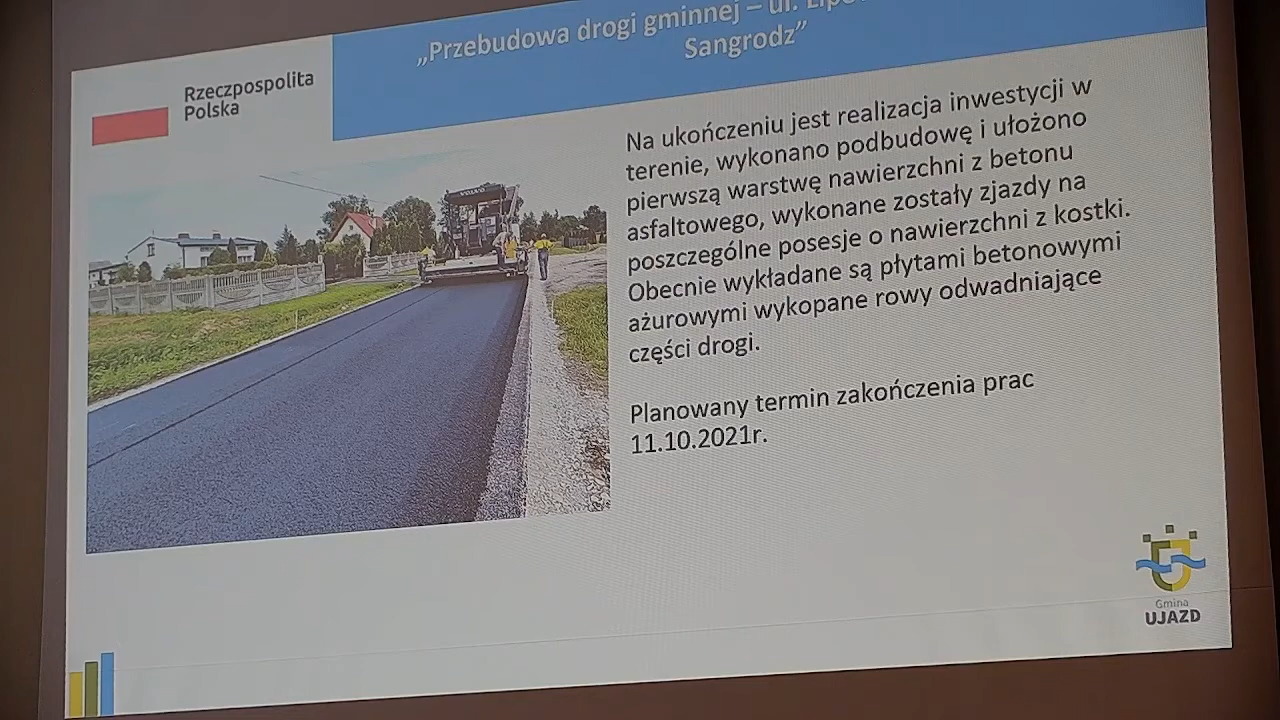 „Przebudowa drogi gminnej – ul.
Sangrodz”
Rzeczpospolita
Polska
Na ukończeniu jest realizacja inwestycji w
terenie, wykonano podbudowę i ułożono
pierwszą warstwę nawierzchni z betonu
asfaltowego, wykonane zostały zjazdy na
poszczególne posesje o nawierzchni z kostki.
Obecnie wykładane są płytami betonowymi
ażurowymi wykopane rowy odwadniające
części drogi.
Planowany termin zakończenia prac
11.10.2021r.
VOLVO
Gmina
UJAZD